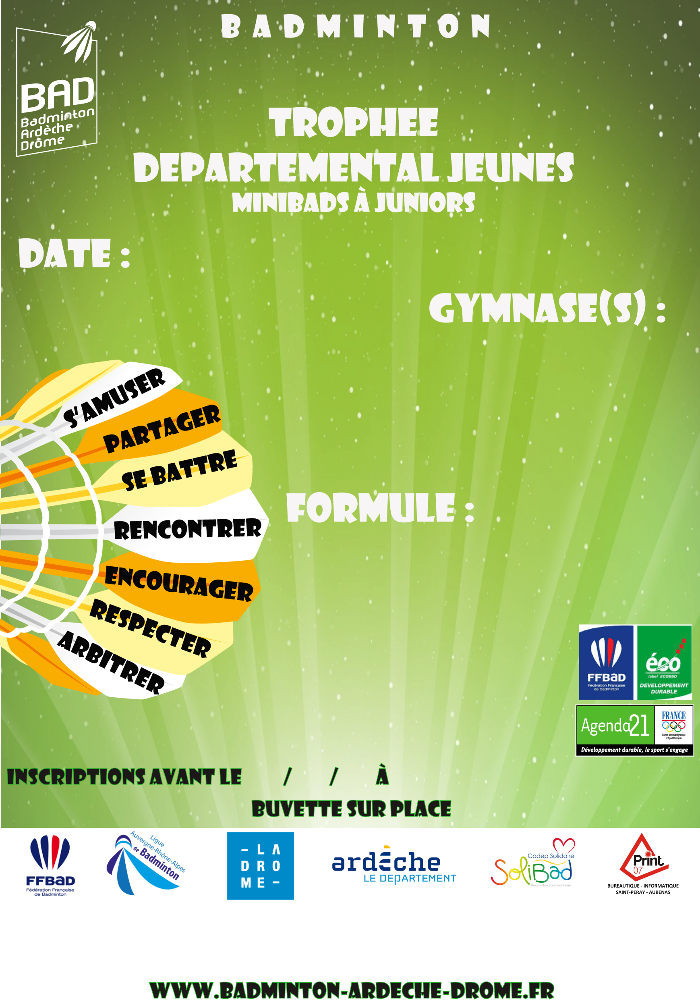 BADMINTON
BAD
Badminton
Ardèche
Drôme
TROPHEE
DEPARTEMENTAL JEUNES
MINIBADS À JUNIORS
DATE :
GYMNASE(S) :
S'AMUSER
PARTAGER
SE BATTRE
RENCONTRER
ENCOURAGER
RESPECTER
ARBITRER
FORMULE :
FFBaD
Fédération Française
de Badminton
éco
label ECOBaD
DEVELOPPEMENT
DURABLE
Agenda21
FRANCE
Comité National Olympique
et Sportif Français
Développement durable, le sport s'engage
INSCRIPTIONS AVANT LE / / À
BUVETTE SUR PLACE
FFBaD
Fédération Française
de Badminton
Ligue
Auvergne-Rhône-Alpes
de Badminton
– LA
DRO
ME –
ardèche
LE DEPARTEMENT
Codep Solidaire
SoliBad
Badminton Sans Frontières
Print
07
BUREAUTIQUE - INFORMATIQUE
SAINT-PERAY - AUBENAS
WWW.BADMINTON-ARDECHE-DROME.FR